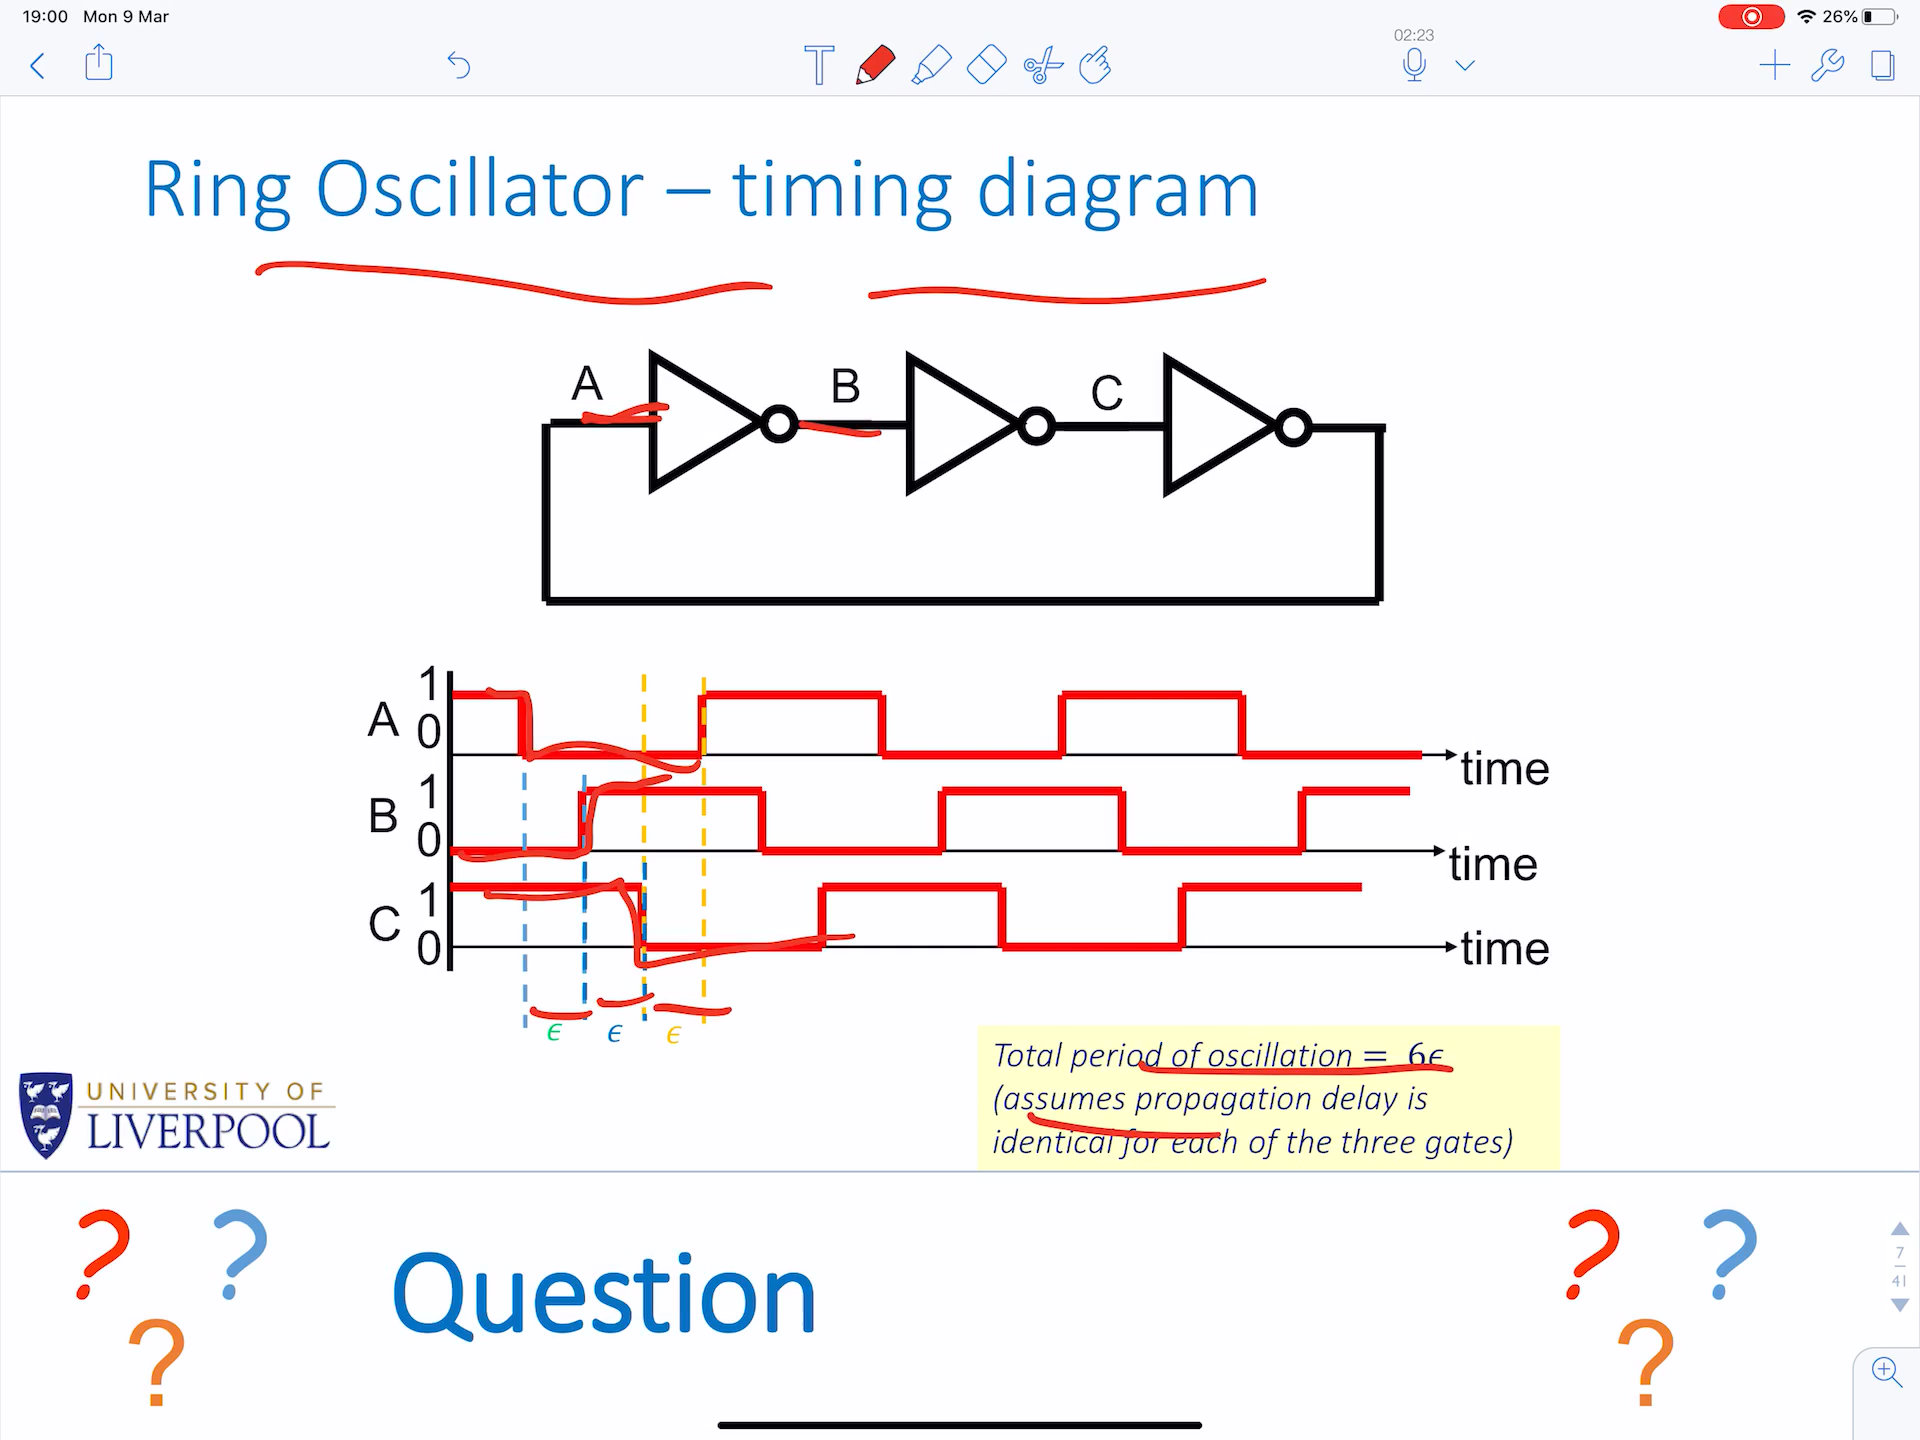 19:00 Mon 9 Mar
26%
02:23
T
Ring Oscillator – timing diagram
A B C
1
A 0
time
1
B 0
time
1
C 0
time
ϵ ϵ ϵ
Total period of oscillation = 6ϵ
(assumes propagation delay is
identical for each of the three gates)
UNIVERSITY OF
LIVERPOOL
? ? ? ?
Question
? ?
7
41